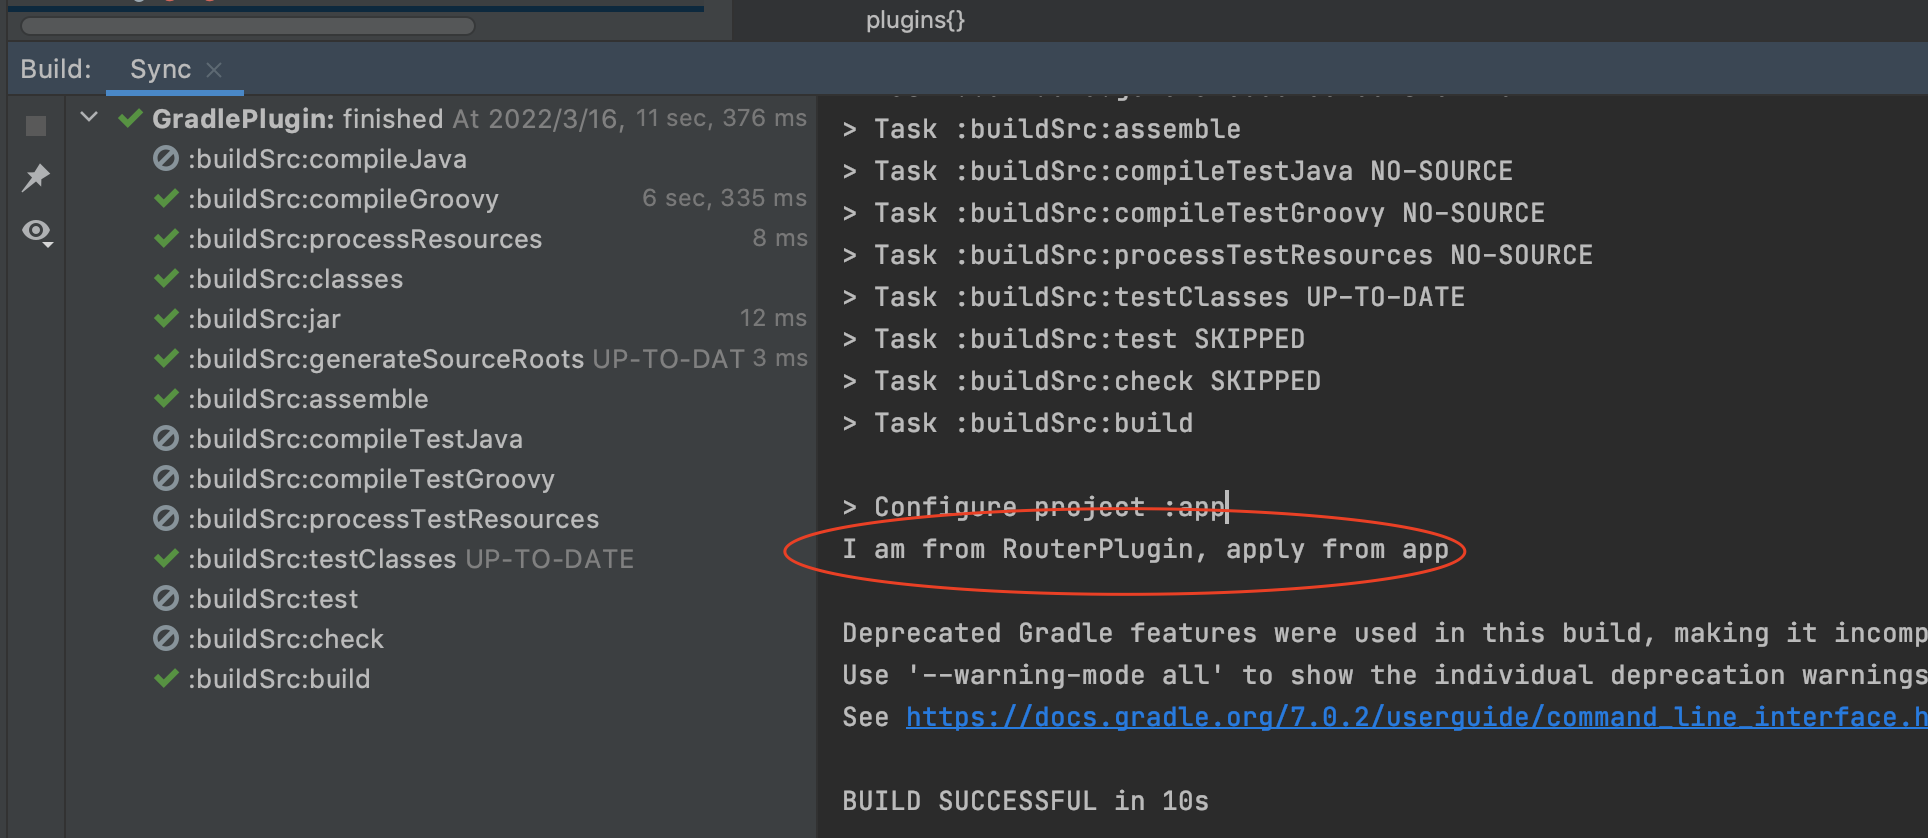 plugins{}
Build: Sync
GradlePlugin: finished At 2022/3/16, 11 sec, 376 ms
:buildSrc:compileJava
:buildSrc:compileGroovy 6 sec, 335 ms
:buildSrc:processResources 8 ms
:buildSrc:classes
:buildSrc:jar 12 ms
:buildSrc:generateSourceRoots UP-TO-DAT 3 ms
:buildSrc:assemble
:buildSrc:compileTestJava
:buildSrc:compileTestGroovy
:buildSrc:processTestResources
:buildSrc:testClasses UP-TO-DATE
:buildSrc:test
:buildSrc:check
:buildSrc:build
> Task :buildSrc:assemble
> Task :buildSrc:compileTestJava NO-SOURCE
> Task :buildSrc:compileTestGroovy NO-SOURCE
> Task :buildSrc:processTestResources NO-SOURCE
> Task :buildSrc:testClasses UP-TO-DATE
> Task :buildSrc:test SKIPPED
> Task :buildSrc:check SKIPPED
> Task :buildSrc:build
> Configure project :app
I am from RouterPlugin, apply from app
Deprecated Gradle features were used in this build, making it incomp
Use '--warning-mode all' to show the individual deprecation warnings
See https://docs.gradle.org/7.0.2/userguide/command_line_interface.h
BUILD SUCCESSFUL in 10s